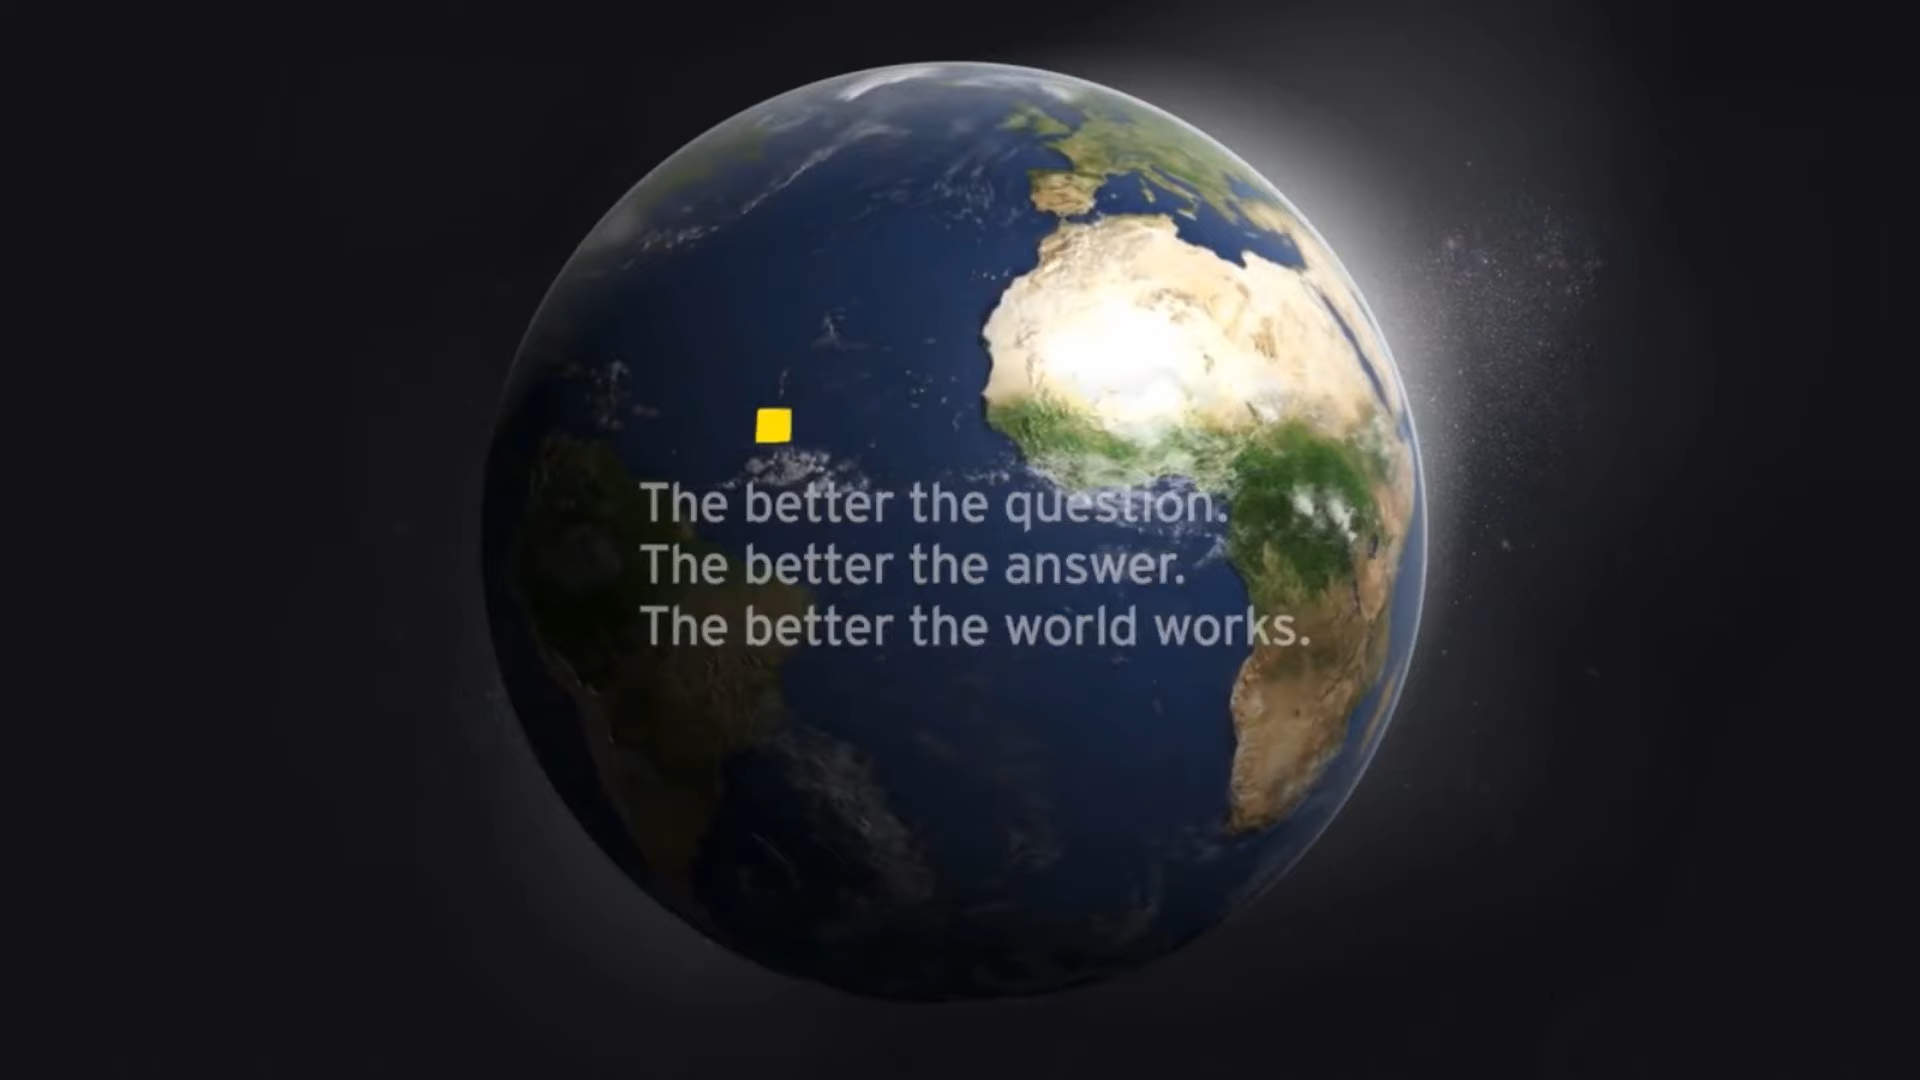 The better the question.
The better the answer.
The better the world works.